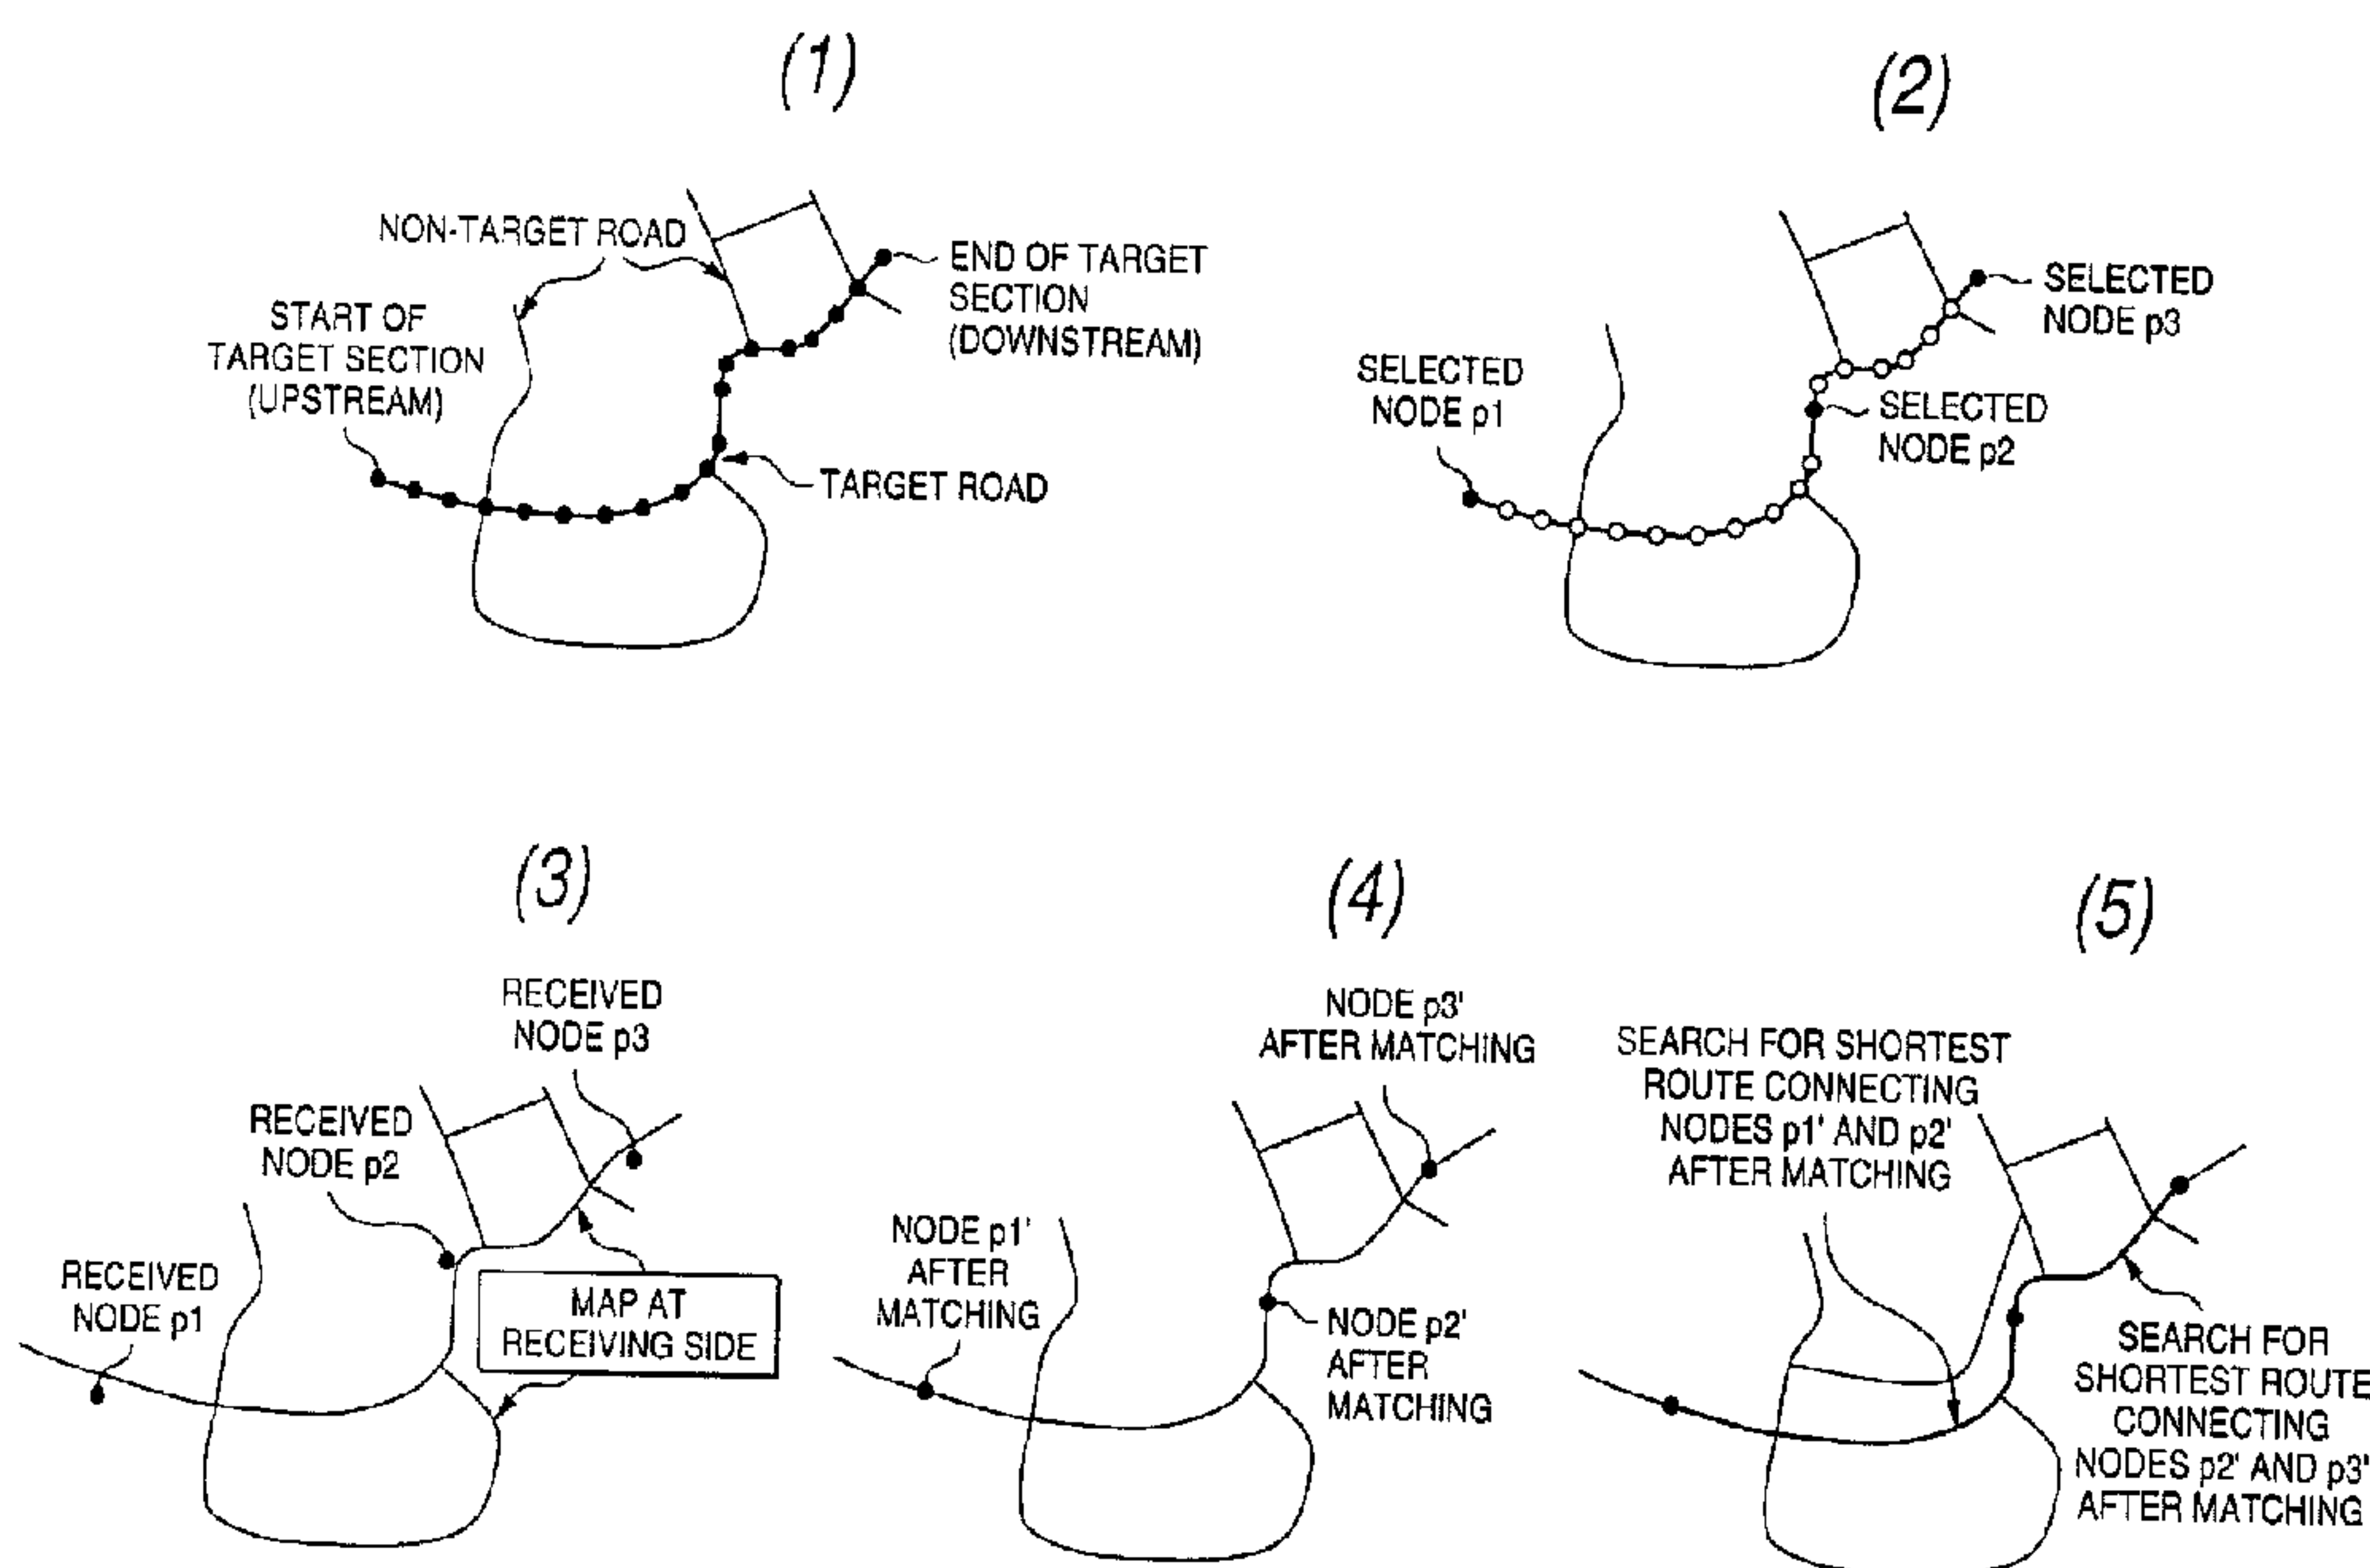 (1)
NON-TARGET ROAD
START OF
TARGET SECTION
(UPSTREAM)
END OF TARGET
SECTION
(DOWNSTREAM)
TARGET ROAD
(2)
SELECTED
NODE p1
SELECTED
NODE p3
SELECTED
NODE p2
(3)
RECEIVED
NODE p3
RECEIVED
NODE p2
RECEIVED
NODE p1
MAP AT
RECEIVING SIDE
(4)
NODE p3'
AFTER MATCHING
NODE p1'
AFTER
MATCHING
NODE p2'
AFTER
MATCHING
(5)
SEARCH FOR SHORTEST
ROUTE CONNECTING
NODES p1' AND p2'
AFTER MATCHING
SEARCH FOR
SHORTEST ROUTE
CONNECTING
NODES p2' AND p3'
AFTER MATCHING